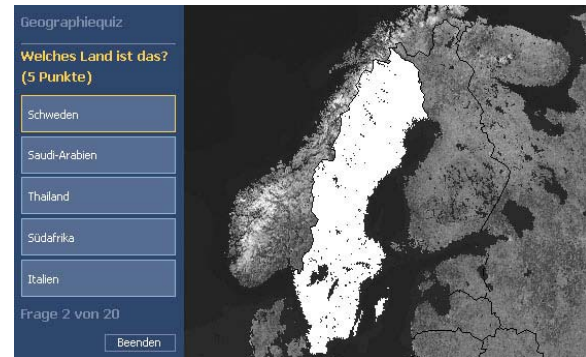 Geographiequiz
Welches Land ist das?
(5 Punkte)
Schweden
Saudi-Arabien
Thailand
Südafrika
Italien
Frage 2 von 20
Beenden